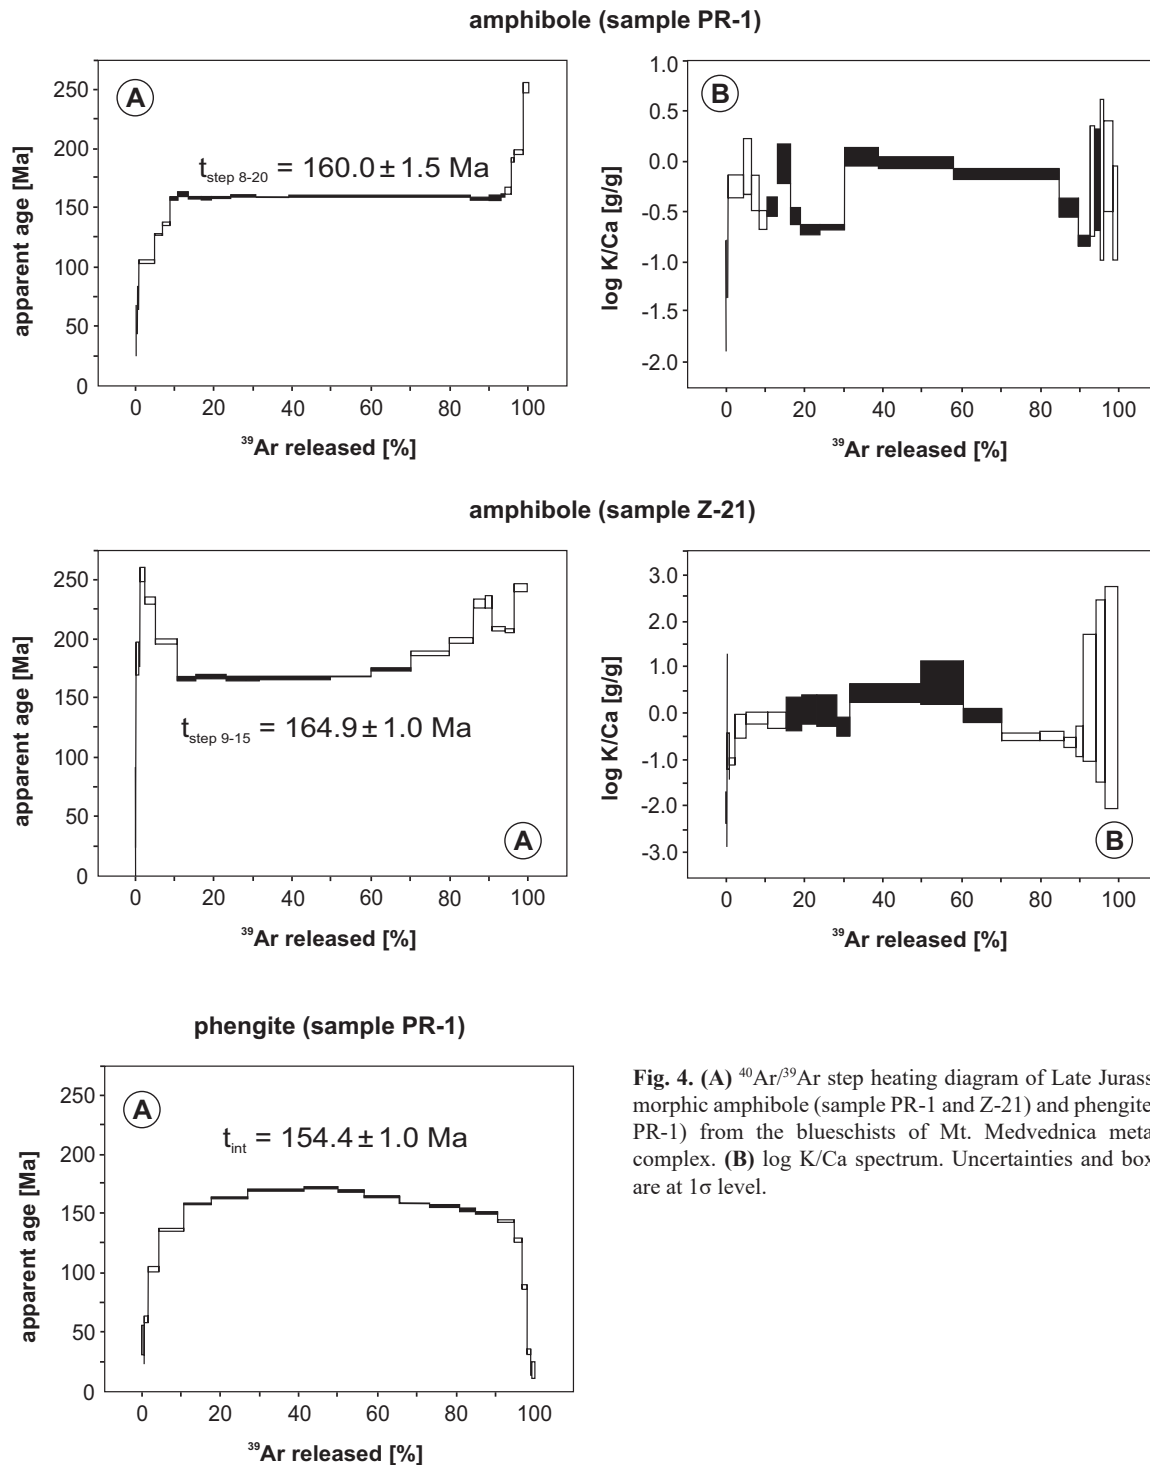 amphibole (sample PR-1)
250
200
150
100
50
0
apparent age [Ma]
A
t step 8-20 = 160.0 ± 1.5 Ma
0 20 40 60 80 100
³⁹Ar released [%]
1.0
0.5
0.0
-0.5
-1.0
-1.5
-2.0
log K/Ca [g/g]
B
0 20 40 60 80 100
³⁹Ar released [%]
amphibole (sample Z-21)
250
200
150
100
50
0
apparent age [Ma]
t step 9-15 = 164.9 ± 1.0 Ma
A
0 20 40 60 80 100
³⁹Ar released [%]
3.0
2.0
1.0
0.0
-1.0
-2.0
-3.0
log K/Ca [g/g]
B
0 20 40 60 80 100
³⁹Ar released [%]
phengite (sample PR-1)
250
200
150
100
50
0
apparent age [Ma]
A
t int = 154.4 ± 1.0 Ma
0 20 40 60 80 100
³⁹Ar released [%]
Fig. 4. (A) ⁴⁰Ar/³⁹Ar step heating diagram of Late Jurass
morphic amphibole (sample PR-1 and Z-21) and phengite
PR-1) from the blueschists of Mt. Medvednica meta
complex. (B) log K/Ca spectrum. Uncertainties and box
are at 1σ level.